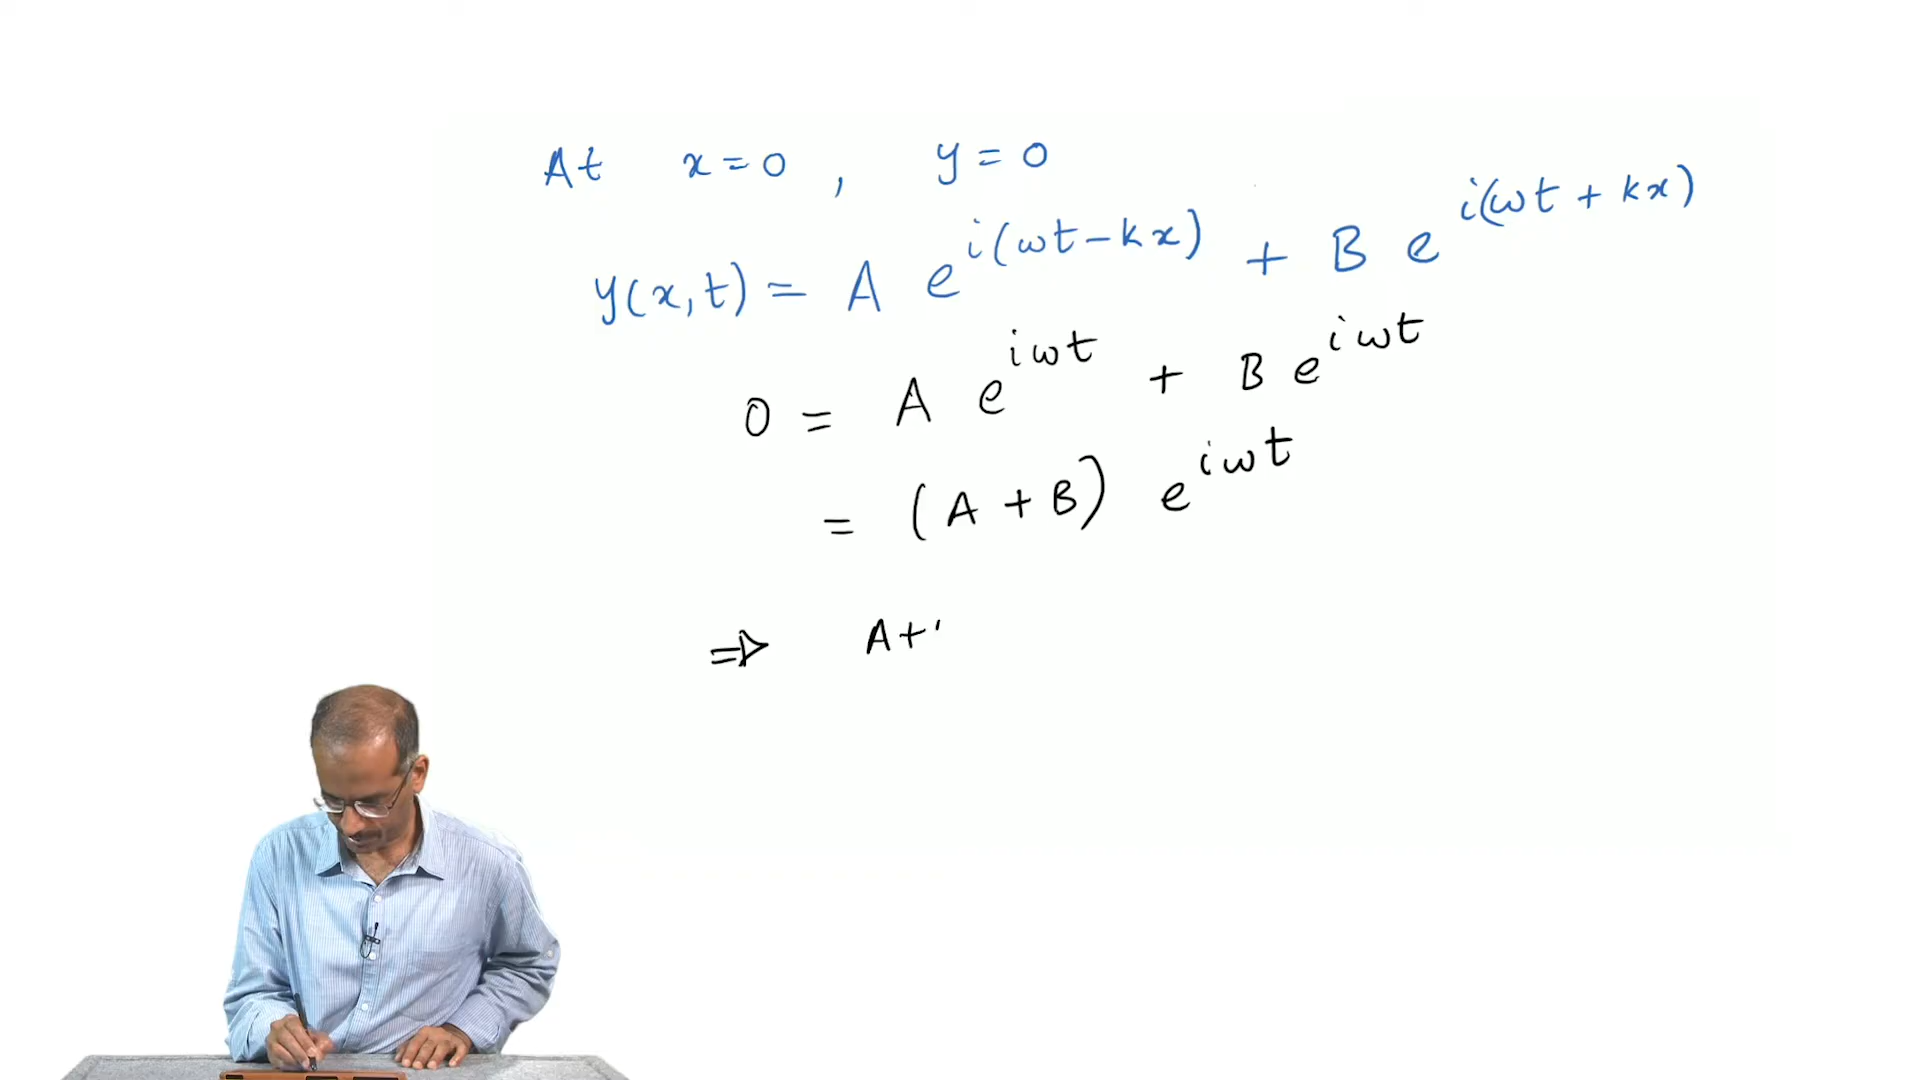 At x=0 , y=0
y(x,t) = A e^{i(ωt-kx)} + B e^{i(ωt+kx)}
0 = A e^{iωt} + B e^{iωt}
= (A+B) e^{iωt}
⇒ A+